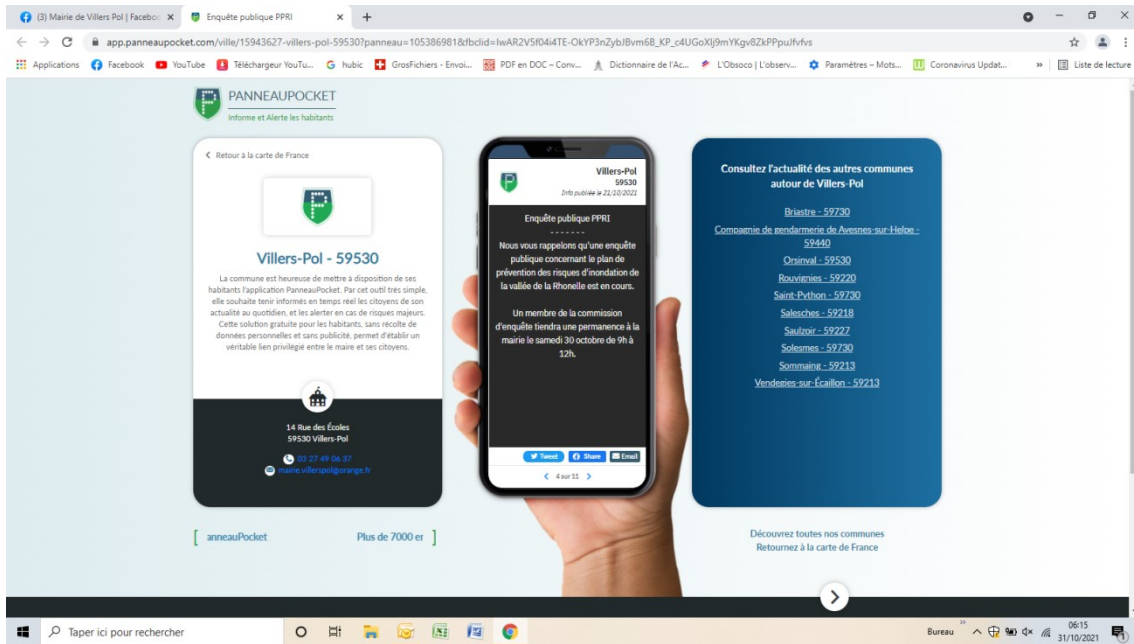 (3) Mairie de Villers Pol | Faceboo
Enquête publique PPRI
app.panneaupocket.com/ville/15943627-villers-pol-59530?panneau=105386981&fbclid=IwAR2V5f04i4TE-OkYP3nZybJBvm6B_KP_c4UGoXlj9mYKgv8ZkPPpuJfvfvs
Applications Facebook YouTube Téléchargeur YouTu... hubic GrosFichiers - Envoi... PDF en DOC – Conv... Dictionnaire de l'Ac... L'Obsoco | L'observ... Paramètres – Mots... Coronavirus Updat... » Liste de lecture
PANNEAUPOCKET
Informe et Alerte les habitants
Retour à la carte de France
Villers-Pol - 59530
La commune est heureuse de mettre à disposition de ses
habitants l'application PanneauPocket. Par cet outil très simple,
elle souhaite tenir informés en temps réel les citoyens de son
actualité au quotidien, et les alerter en cas de risques majeurs.
Cette solution gratuite pour les habitants, sans récolte de
données personnelles et sans publicité, permet d'établir un
véritable lien privilégié entre le maire et ses citoyens.
14 Rue des Écoles
59530 Villers-Pol
03 27 49 06 37
mairie.villerspol@orange.fr
[ anneauPocket Plus de 7000 er ]
Villers-Pol
59530
Info publiée le 21/10/2021
Enquête publique PPRI
- - - - - - -
Nous vous rappelons qu'une enquête
publique concernant le plan de
prévention des risques d'inondation de
la vallée de la Rhonelle est en cours.
Un membre de la commission
d'enquête tiendra une permanence à la
mairie le samedi 30 octobre de 9h à
12h.
Tweet Share Email
4 sur 11
Consultez l'actualité des autres communes
autour de Villers-Pol
Briastre - 59730
Compagnie de gendarmerie de Avesnes-sur-Helpe -
59440
Orsinval - 59530
Rouvignies - 59220
Saint-Python - 59730
Salesches - 59218
Saulzoir - 59227
Solesmes - 59730
Sommaing - 59213
Vendegies-sur-Écaillon - 59213
Découvrez toutes nos communes
Retournez à la carte de France
Taper ici pour rechercher
Bureau »
06:15
31/10/2021